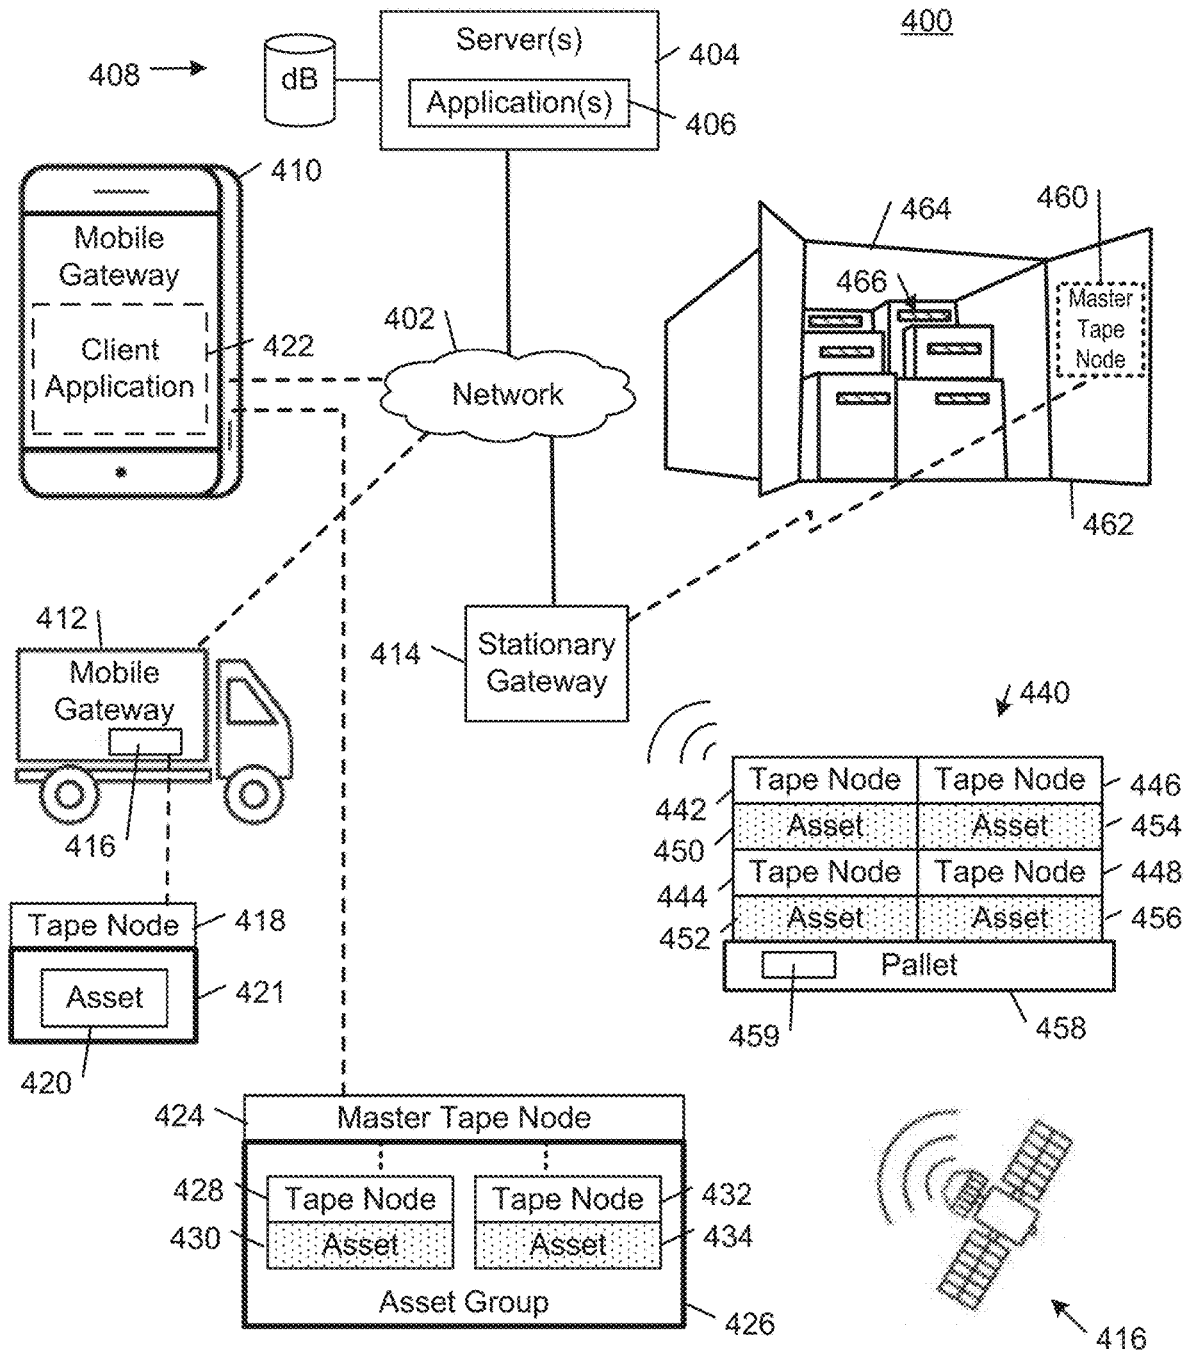 400
Server(s)
404
408
dB
Application(s)
406
410
Mobile
Gateway
Client
Application
422
402
Network
464
460
466
Master
Tape
Node
462
412
Mobile
Gateway
416
414
Stationary
Gateway
440
Tape Node
Tape Node
442
446
Asset
Asset
450
454
Tape Node
Tape Node
444
448
Asset
Asset
452
456
Pallet
459
458
Tape Node
418
Asset
421
420
424
Master Tape Node
428
Tape Node
Tape Node
432
430
Asset
Asset
434
Asset Group
426
416